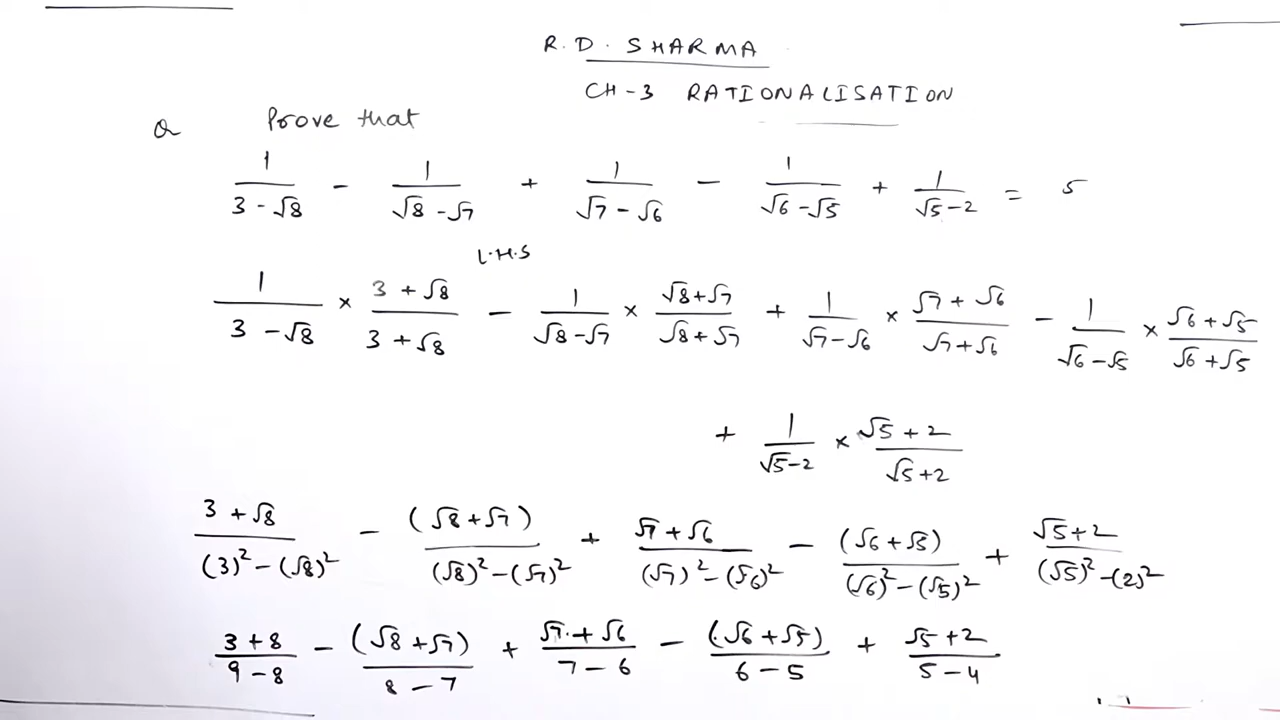 R.D. SHARMA
CH-3 RATIONALISATION
Q Prove that
1/(3-√8) - 1/(√8-√7) + 1/(√7-√6) - 1/(√6-√5) + 1/(√5-2) = 5
L.H.S
1/(3-√8) × (3+√8)/(3+√8) - 1/(√8-√7) × (√8+√7)/(√8+√7) + 1/(√7-√6) × (√7+√6)/(√7+√6) - 1/(√6-√5) × (√6+√5)/(√6+√5)
+ 1/(√5-2) × (√5+2)/(√5+2)
(3+√8)/((3)²-(√8)²) - (√8+√7)/((√8)²-(√7)²) + (√7+√6)/((√7)²-(√6)²) - (√6+√5)/((√6)²-(√5)²) + (√5+2)/((√5)²-(2)²)
(3+8)/(9-8) - (√8+√7)/(8-7) + (√7+√6)/(7-6) - (√6+√5)/(6-5) + (√5+2)/(5-4)